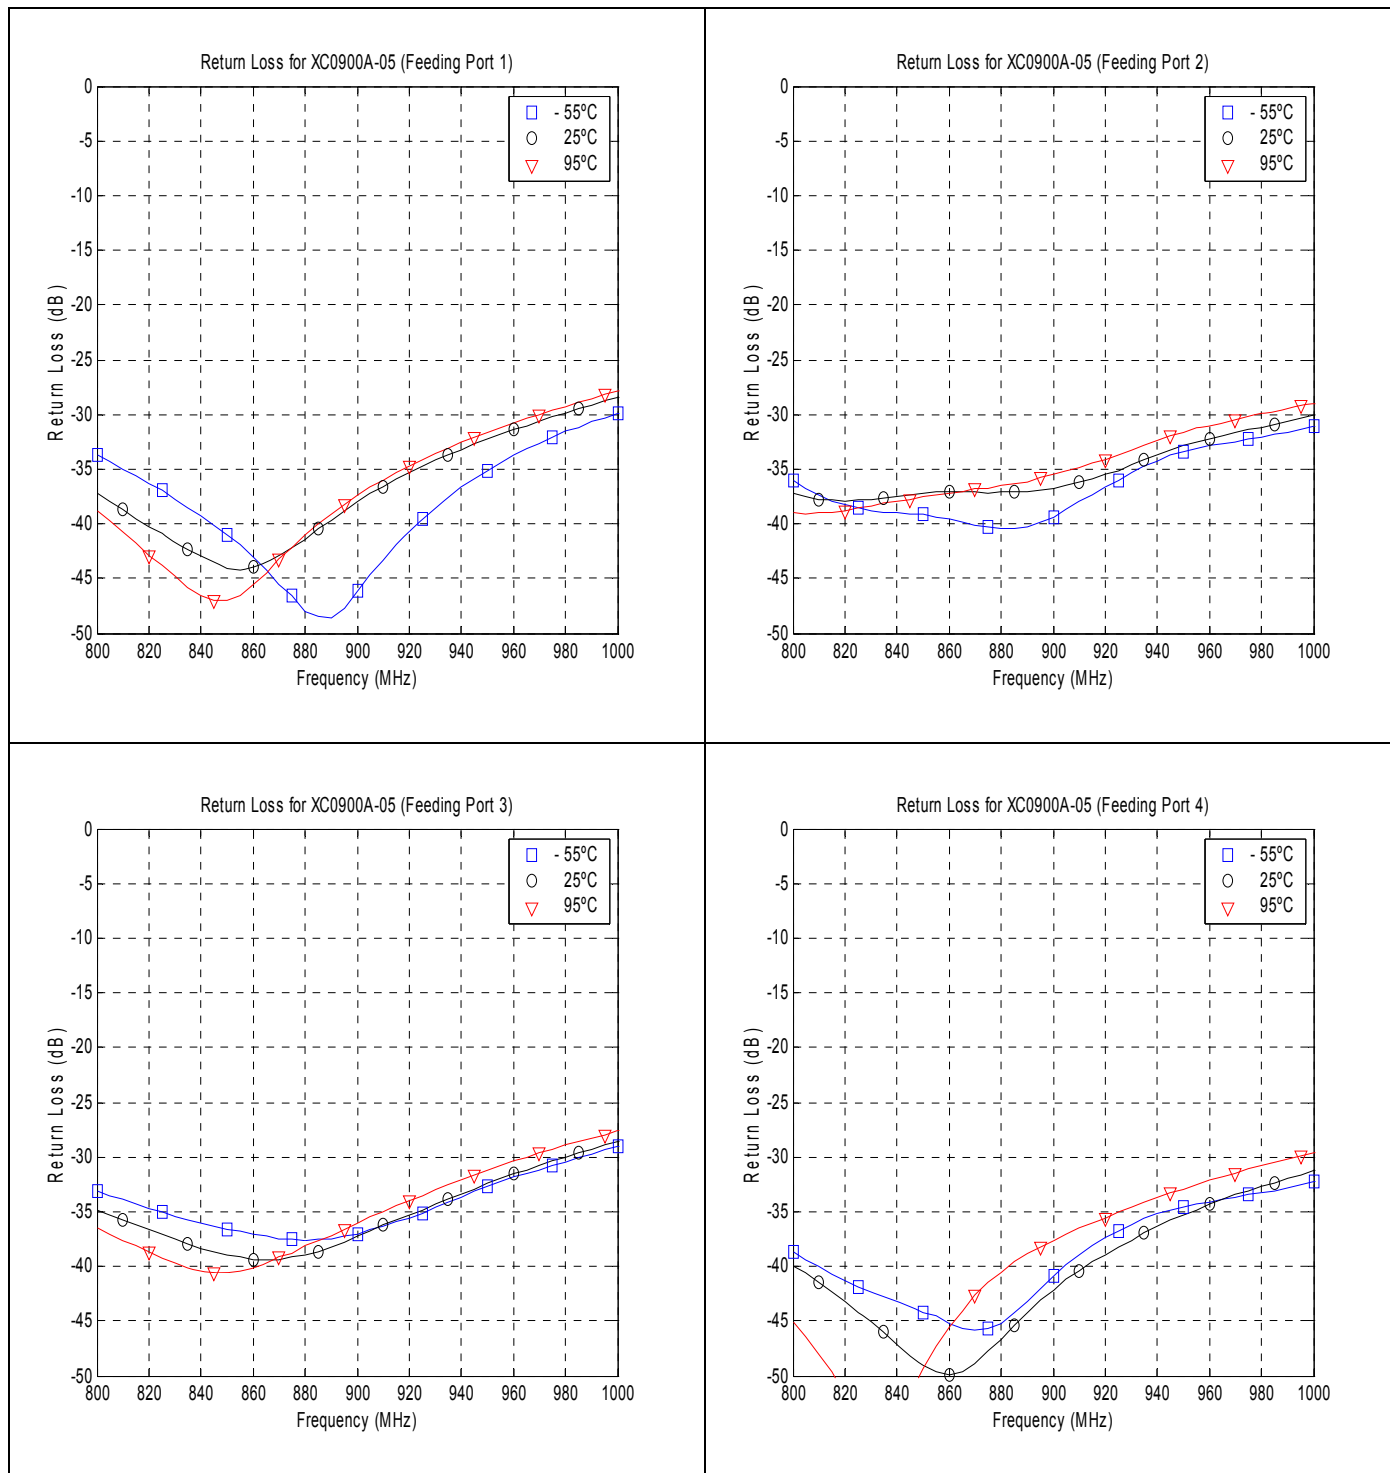 Return Loss for XC0900A-05 (Feeding Port 1)
0
-5
-10
-15
-20
-25
-30
-35
-40
-45
-50
Return Loss (dB)
- 55ºC
25ºC
95ºC
800 820 840 860 880 900 920 940 960 980 1000
Frequency (MHz)
Return Loss for XC0900A-05 (Feeding Port 2)
0
-5
-10
-15
-20
-25
-30
-35
-40
-45
-50
Return Loss (dB)
- 55ºC
25ºC
95ºC
800 820 840 860 880 900 920 940 960 980 1000
Frequency (MHz)
Return Loss for XC0900A-05 (Feeding Port 3)
0
-5
-10
-15
-20
-25
-30
-35
-40
-45
-50
Return Loss (dB)
- 55ºC
25ºC
95ºC
800 820 840 860 880 900 920 940 960 980 1000
Frequency (MHz)
Return Loss for XC0900A-05 (Feeding Port 4)
0
-5
-10
-15
-20
-25
-30
-35
-40
-45
-50
Return Loss (dB)
- 55ºC
25ºC
95ºC
800 820 840 860 880 900 920 940 960 980 1000
Frequency (MHz)